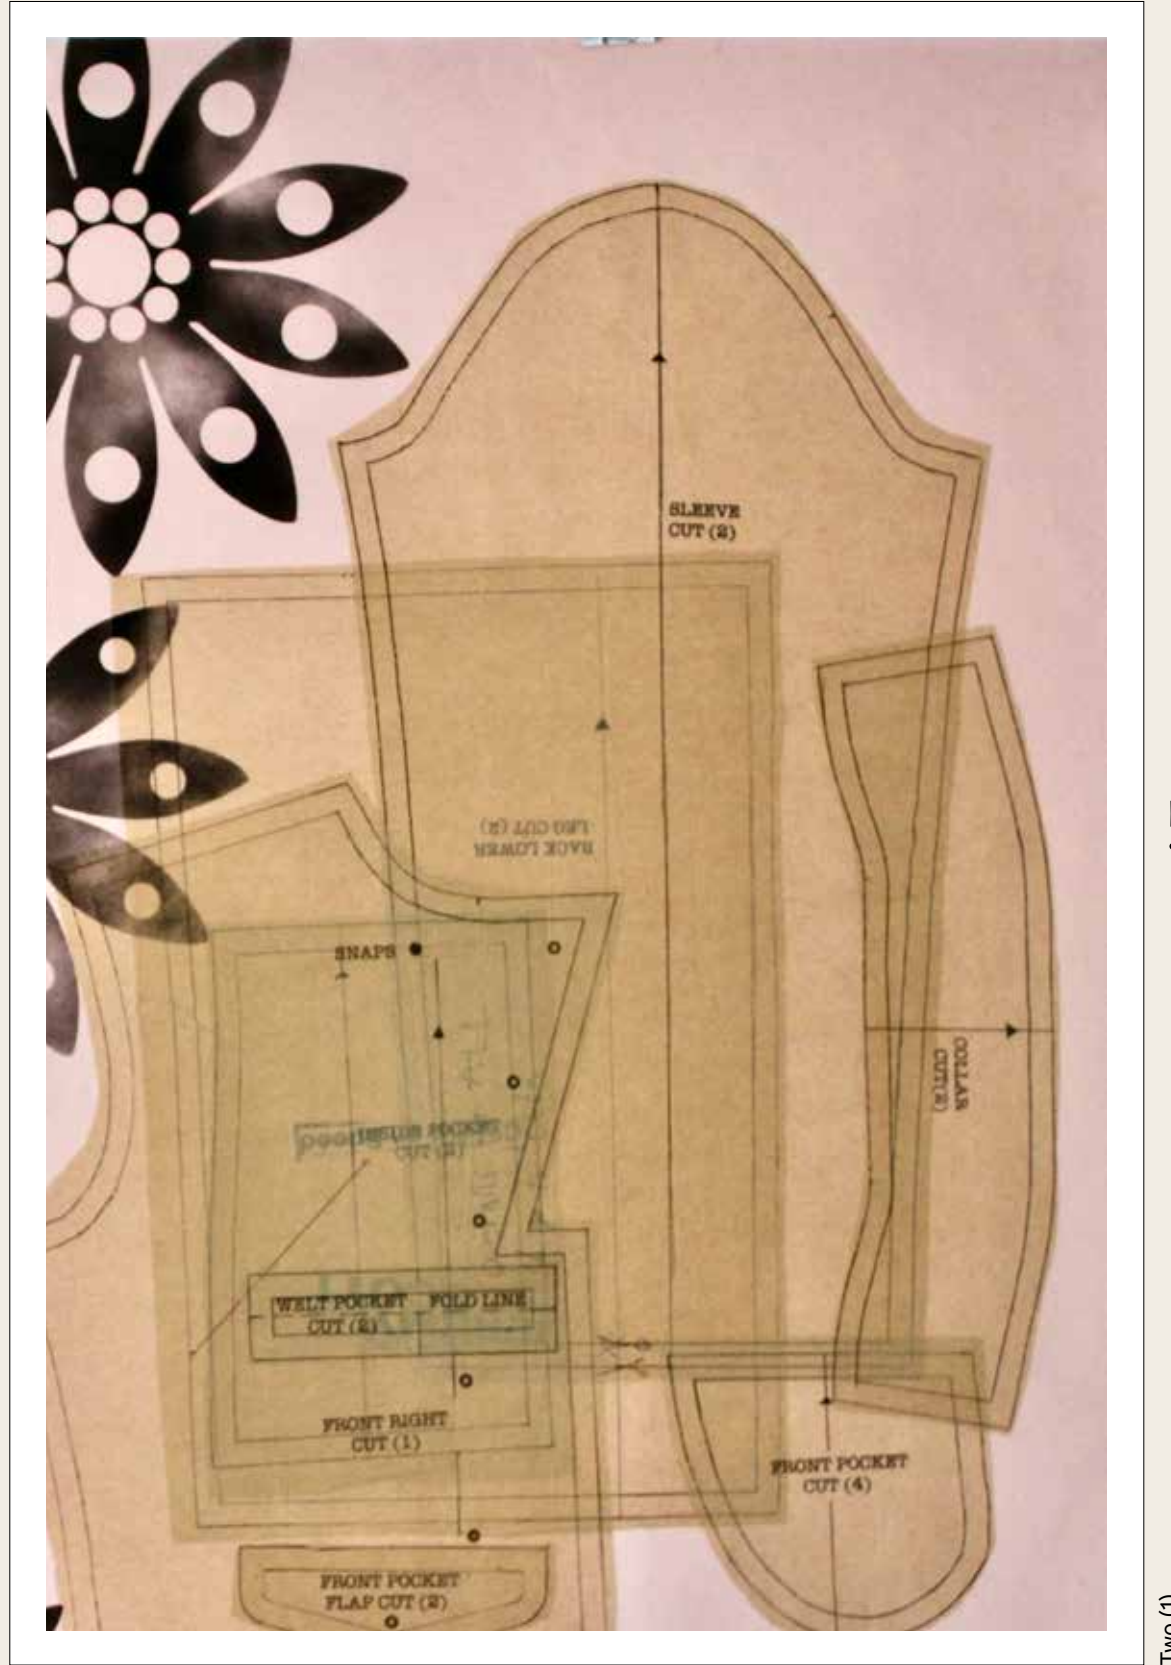 SLEEVE
CUT (2)
BACK LOWER
LEG CUT (2)
SNAPS
COLLAR
CUT (2)
WELT POCKET FOLD LINE
CUT (2)
FRONT RIGHT
CUT (1)
FRONT POCKET
CUT (4)
FRONT POCKET
FLAP CUT (2)
Two (1)